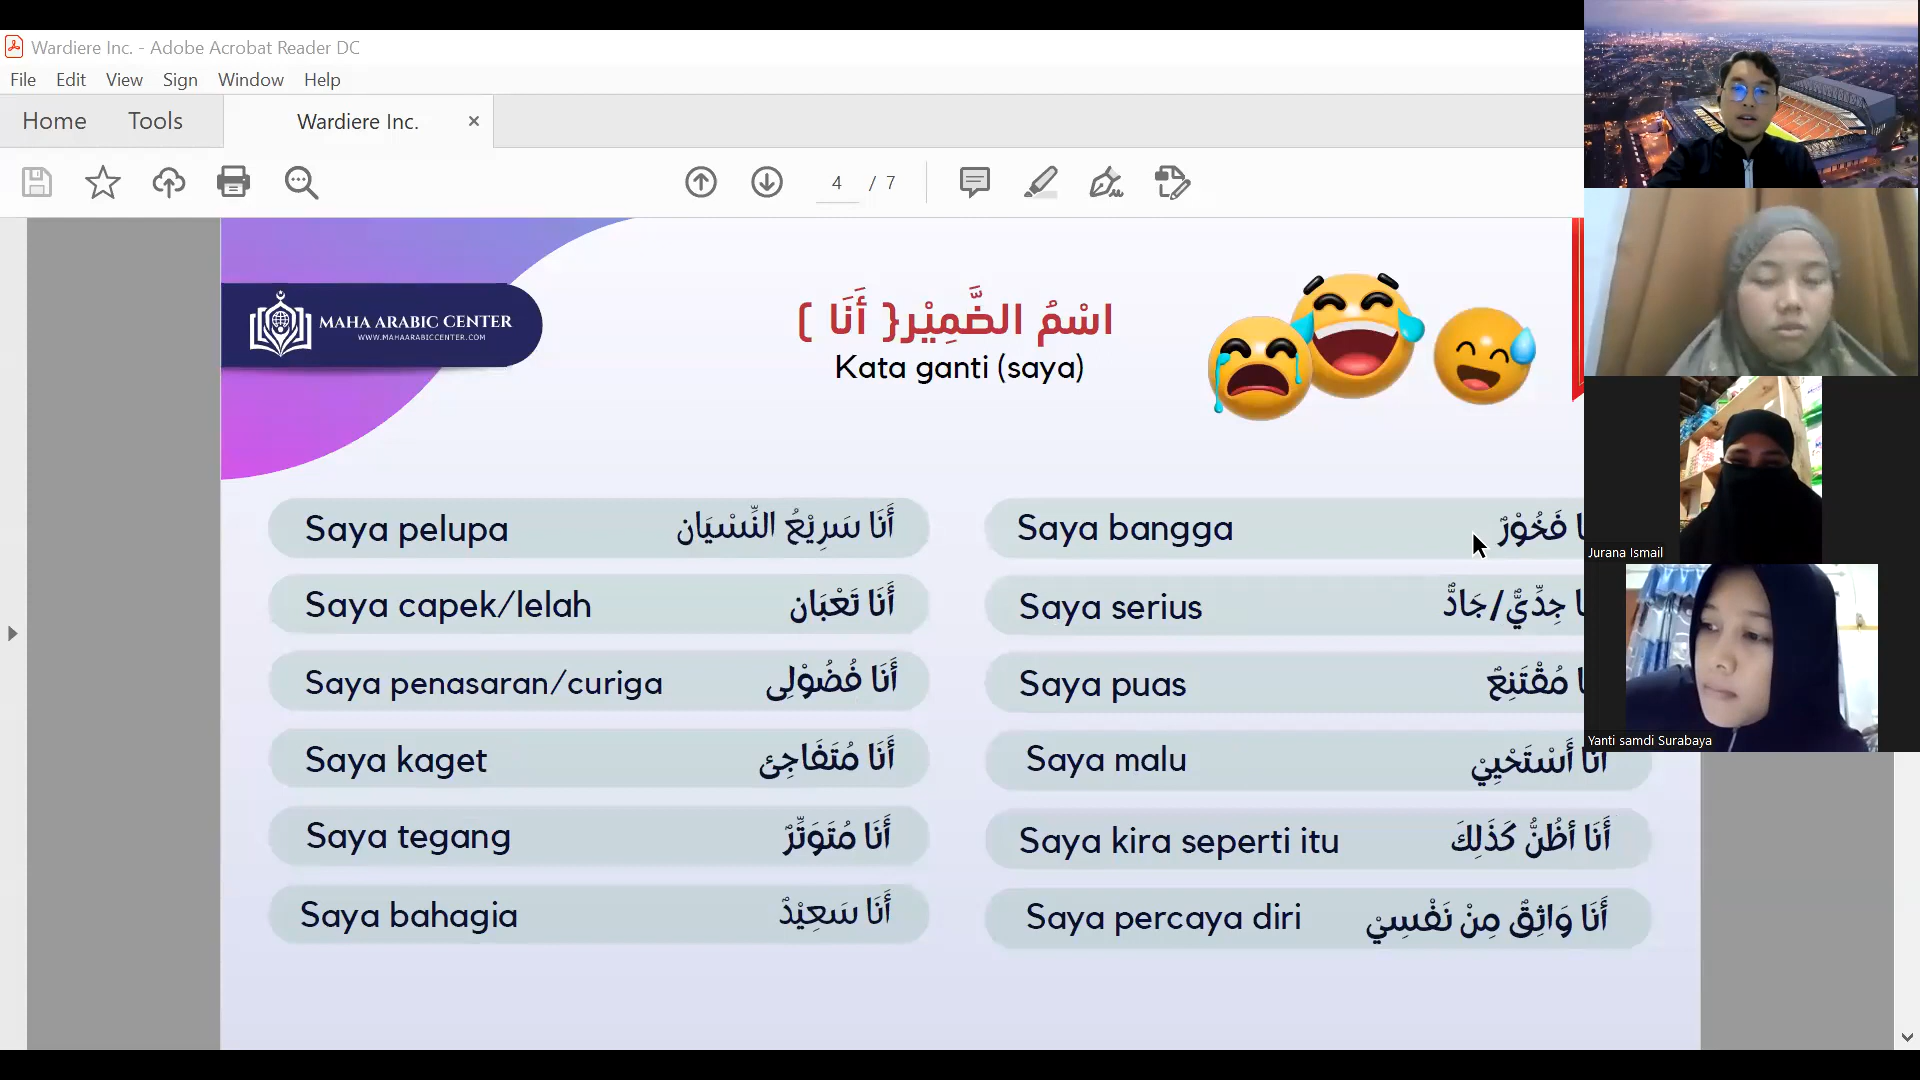 Wardiere Inc. - Adobe Acrobat Reader DC
File Edit View Sign Window Help
Home Tools Wardiere Inc. ×
4 / 7
MAHA ARABIC CENTER
WWW.MAHAARABICCENTER.COM
اسْمُ الضَّمِيْر{ أَنَا )
Kata ganti (saya)
Saya pelupa أَنَا سَرِيْعُ النِّسْيَان
Saya capek/lelah أَنَا تَعْبَان
Saya penasaran/curiga أَنَا فُضُوْلِى
Saya kaget أَنَا مُتَفَاجِئ
Saya tegang أَنَا مُتَوَتِّرٌ
Saya bahagia أَنَا سَعِيْدٌ
Saya bangga فَخُوْرٌ
Saya serius جِدِّيٌّ/جَادٌّ
Saya puas مُقْتَنِعٌ
Saya malu أَنَا أَسْتَحْيِيْ
Saya kira seperti itu أَنَا أظُنُّ كَذَلِكَ
Saya percaya diri أَنَا وَاثِقٌ مِنْ نَفْسِيْ
Jurana Ismail
Yanti samdi Surabaya